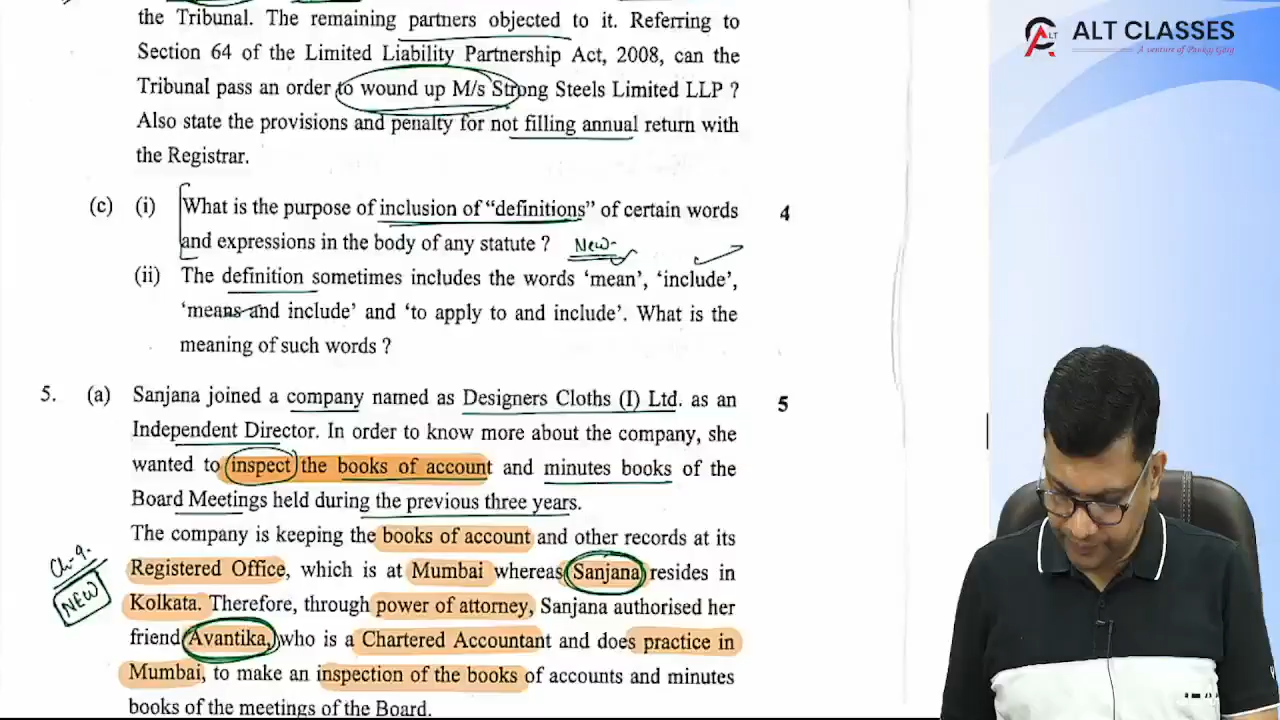 the Tribunal. The remaining partners objected to it. Referring to
Section 64 of the Limited Liability Partnership Act, 2008, can the
Tribunal pass an order to wound up M/s Strong Steels Limited LLP ?
Also state the provisions and penalty for not filling annual return with
the Registrar.
(c) (i) What is the purpose of inclusion of “definitions” of certain words 4
and expressions in the body of any statute ? New
(ii) The definition sometimes includes the words ‘mean’, ‘include’,
‘means and include’ and ‘to apply to and include’. What is the
meaning of such words ?
5. (a) Sanjana joined a company named as Designers Cloths (I) Ltd. as an 5
Independent Director. In order to know more about the company, she
wanted to inspect the books of account and minutes books of the
Board Meetings held during the previous three years.
The company is keeping the books of account and other records at its
Ch-9. Registered Office, which is at Mumbai whereas Sanjana resides in
NEW Kolkata. Therefore, through power of attorney, Sanjana authorised her
friend Avantika, who is a Chartered Accountant and does practice in
Mumbai, to make an inspection of the books of accounts and minutes
books of the meetings of the Board.
ALT CLASSES
A venture of Pankaj Garg
ALT